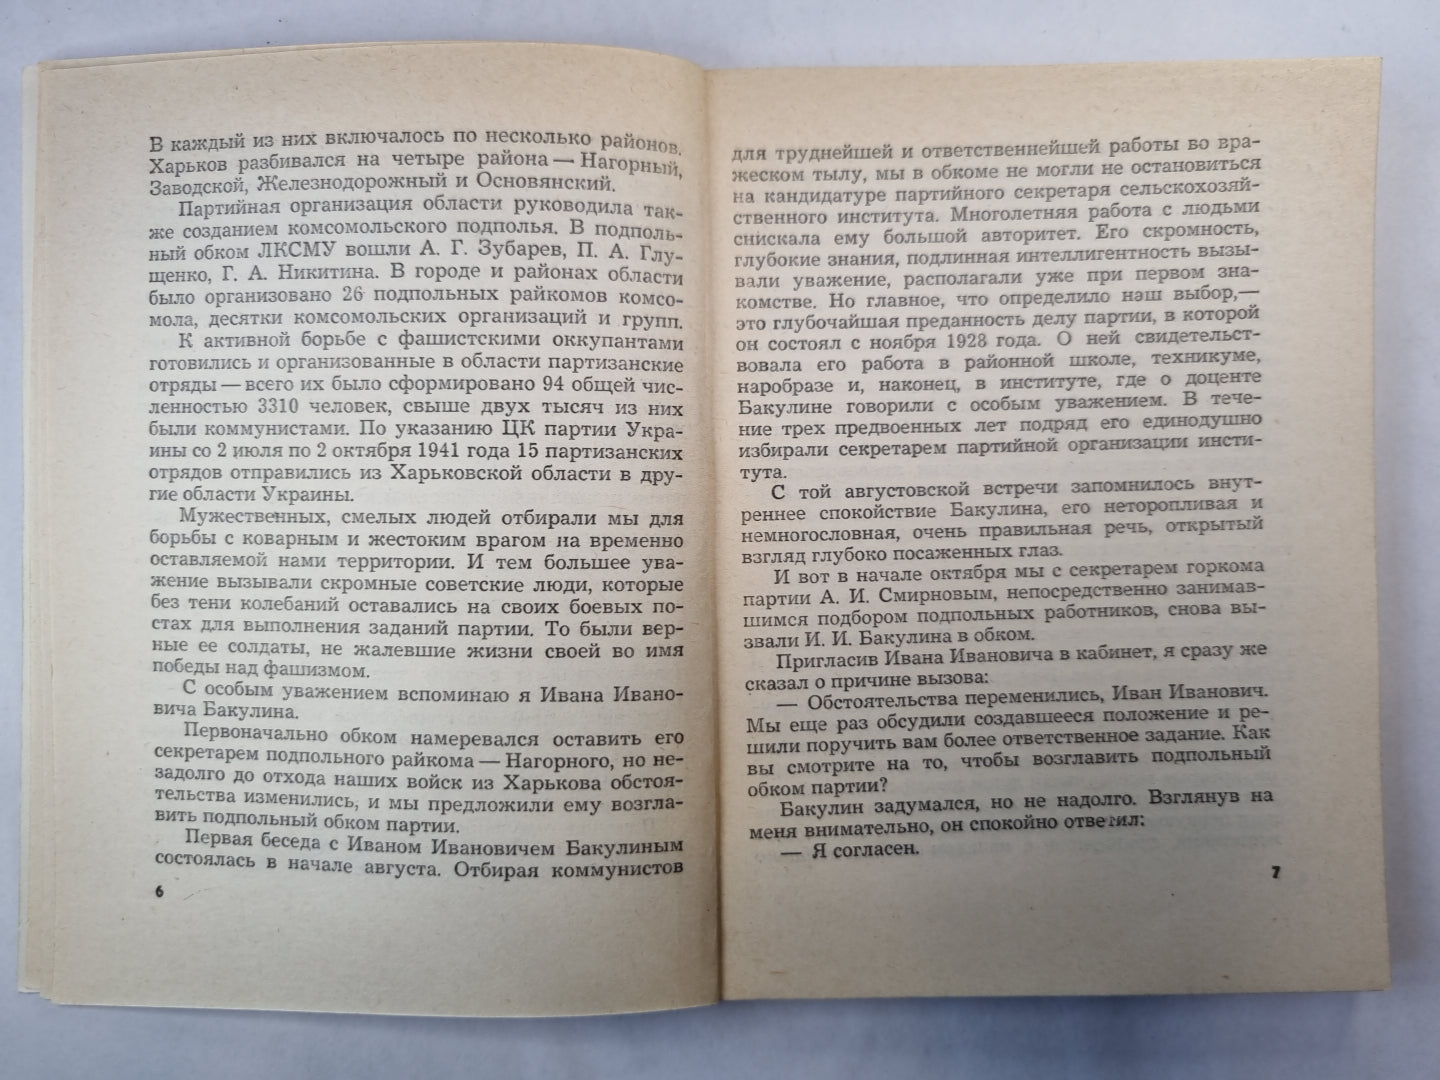 В каждый из них включалось по несколько районов.
Харьков разбивался на четыре района — Нагорный,
Заводской, Железнодорожный и Основянский.
Партийная организация области руководила так-
же созданием комсомольского подполья. В подполь-
ный обком ЛКСМУ вошли А. Г. Зубарев, П. А. Глу-
щенко, Г. А. Никитина. В городе и районах области
было организовано 26 подпольных райкомов комсо-
мола, десятки комсомольских организаций и групп.
К активной борьбе с фашистскими оккупантами
готовились и организованные в области партизанские
отряды — всего их было сформировано 94 общей чис-
ленностью 3310 человек, свыше двух тысяч из них
были коммунистами. По указанию ЦК партии Укра-
ины со 2 июля по 2 октября 1941 года 15 партизанских
отрядов отправились из Харьковской области в дру-
гие области Украины.
Мужественных, смелых людей отбирали мы для
борьбы с коварным и жестоким врагом на временно
оставляемой нами территории. И тем большее ува-
жение вызывали скромные советские люди, которые
без тени колебаний оставались на своих боевых по-
стах для выполнения заданий партии. То были вер-
ные ее солдаты, не жалевшие жизни своей во имя
победы над фашизмом.
С особым уважением вспоминаю я Ивана Ивано-
вича Бакулина.
Первоначально обком намеревался оставить его
секретарем подпольного райкома — Нагорного, но не-
задолго до отхода наших войск из Харькова обстоя-
тельства изменились, и мы предложили ему возгла-
вить подпольный обком партии.
Первая беседа с Иваном Ивановичем Бакулиным
состоялась в начале августа. Отбирая коммунистов
6
для труднейшей и ответственнейшей работы во вра-
жеском тылу, мы в обкоме не могли не остановиться
на кандидатуре партийного секретаря сельскохозяй-
ственного института. Многолетняя работа с людьми
снискала ему большой авторитет. Его скромность,
глубокие знания, подлинная интеллигентность вызы-
вали уважение, располагали уже при первом зна-
комстве. Но главное, что определило наш выбор,—
это глубочайшая преданность делу партии, в которой
он состоял с ноября 1928 года. О ней свидетельст-
вовала его работа в районной школе, техникуме,
наробразе и, наконец, в институте, где о доценте
Бакулине говорили с особым уважением. В тече-
ние трех предвоенных лет подряд его единодушно
избирали секретарем партийной организации инсти-
тута.
С той августовской встречи запомнилось внут-
реннее спокойствие Бакулина, его неторопливая и
немногословная, очень правильная речь, открытый
взгляд глубоко посаженных глаз.
И вот в начале октября мы с секретарем горкома
партии А. И. Смирновым, непосредственно занимав-
шимся подбором подпольных работников, снова вы-
звали И. И. Бакулина в обком.
Пригласив Ивана Ивановича в кабинет, я сразу же
сказал о причине вызова:
— Обстоятельства переменились, Иван Иванович.
Мы еще раз обсудили создавшееся положение и ре-
шили поручить вам более ответственное задание. Как
вы смотрите на то, чтобы возглавить подпольный
обком партии?
Бакулин задумался, но не надолго. Взглянув на
меня внимательно, он спокойно ответил:
— Я согласен.
7